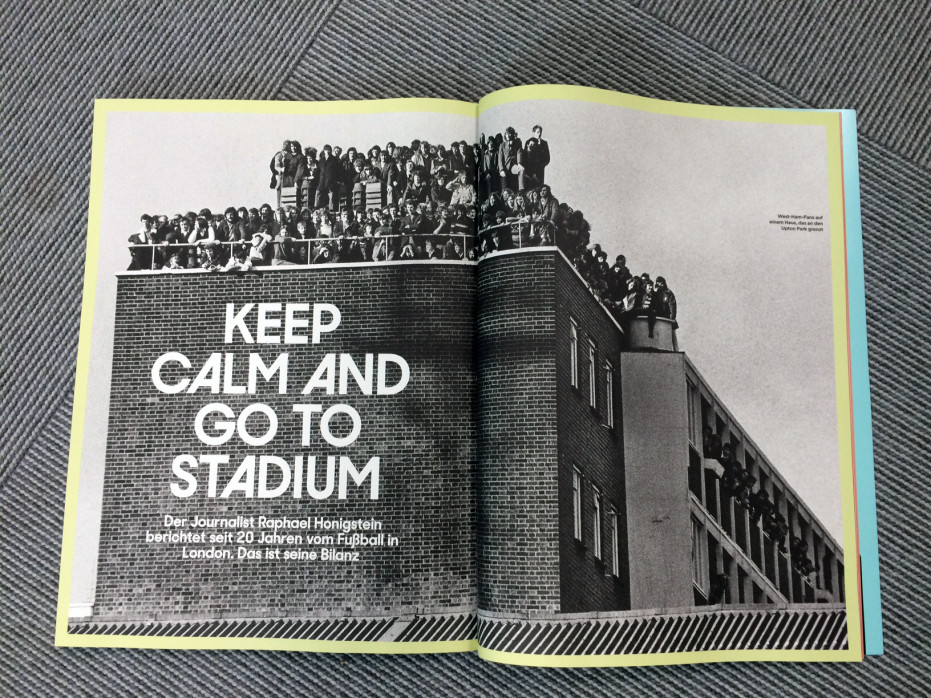 KEEP
CALM AND
GO TO
STADIUM
Der Journalist Raphael Honigstein
berichtet seit 20 Jahren vom Fußball in
London. Das ist seine Bilanz
West-Ham-Fans auf
einem Haus, das an den
Upton Park grenzt